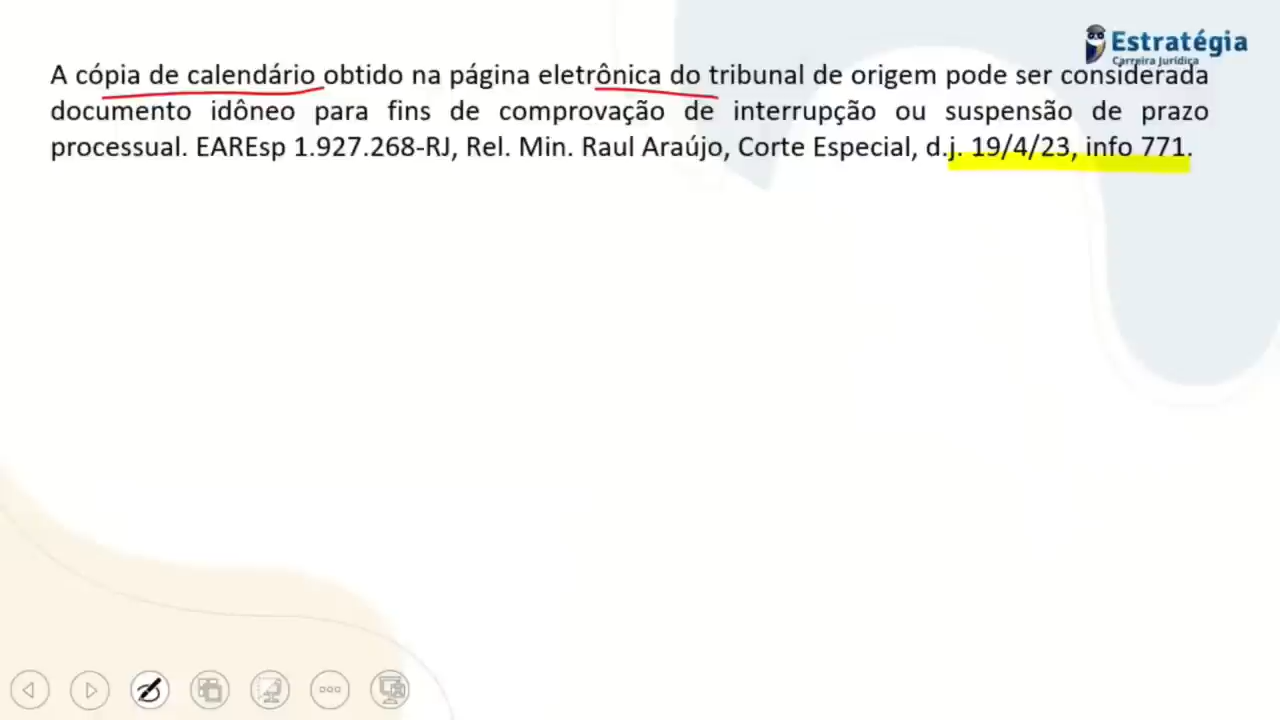 Estratégia
Carreira Jurídica
A cópia de calendário obtido na página eletrônica do tribunal de origem pode ser considerada
documento idôneo para fins de comprovação de interrupção ou suspensão de prazo
processual. EAREsp 1.927.268-RJ, Rel. Min. Raul Araújo, Corte Especial, d.j. 19/4/23, info 771.